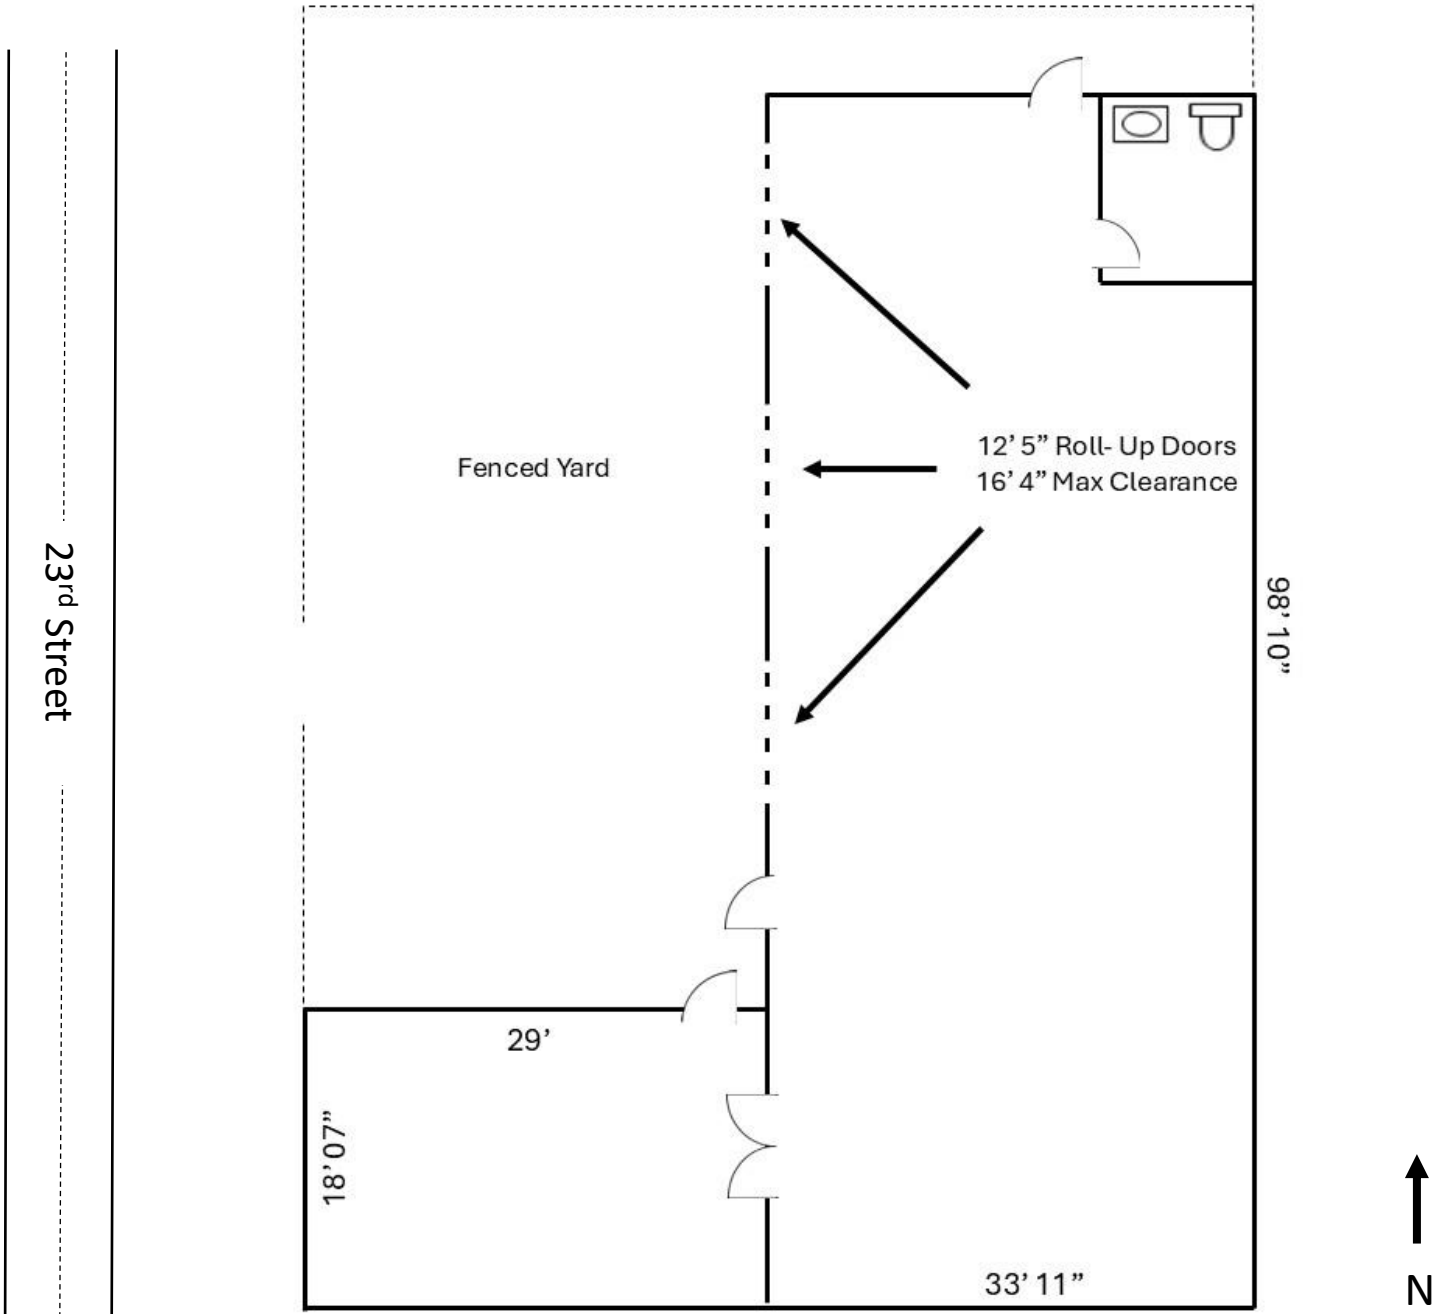 12’ 5” Roll- Up Doors
16’ 4” Max Clearance
Fenced Yard
23rd Street
98’ 10”
29’
18’ 07”
33’ 11”
N